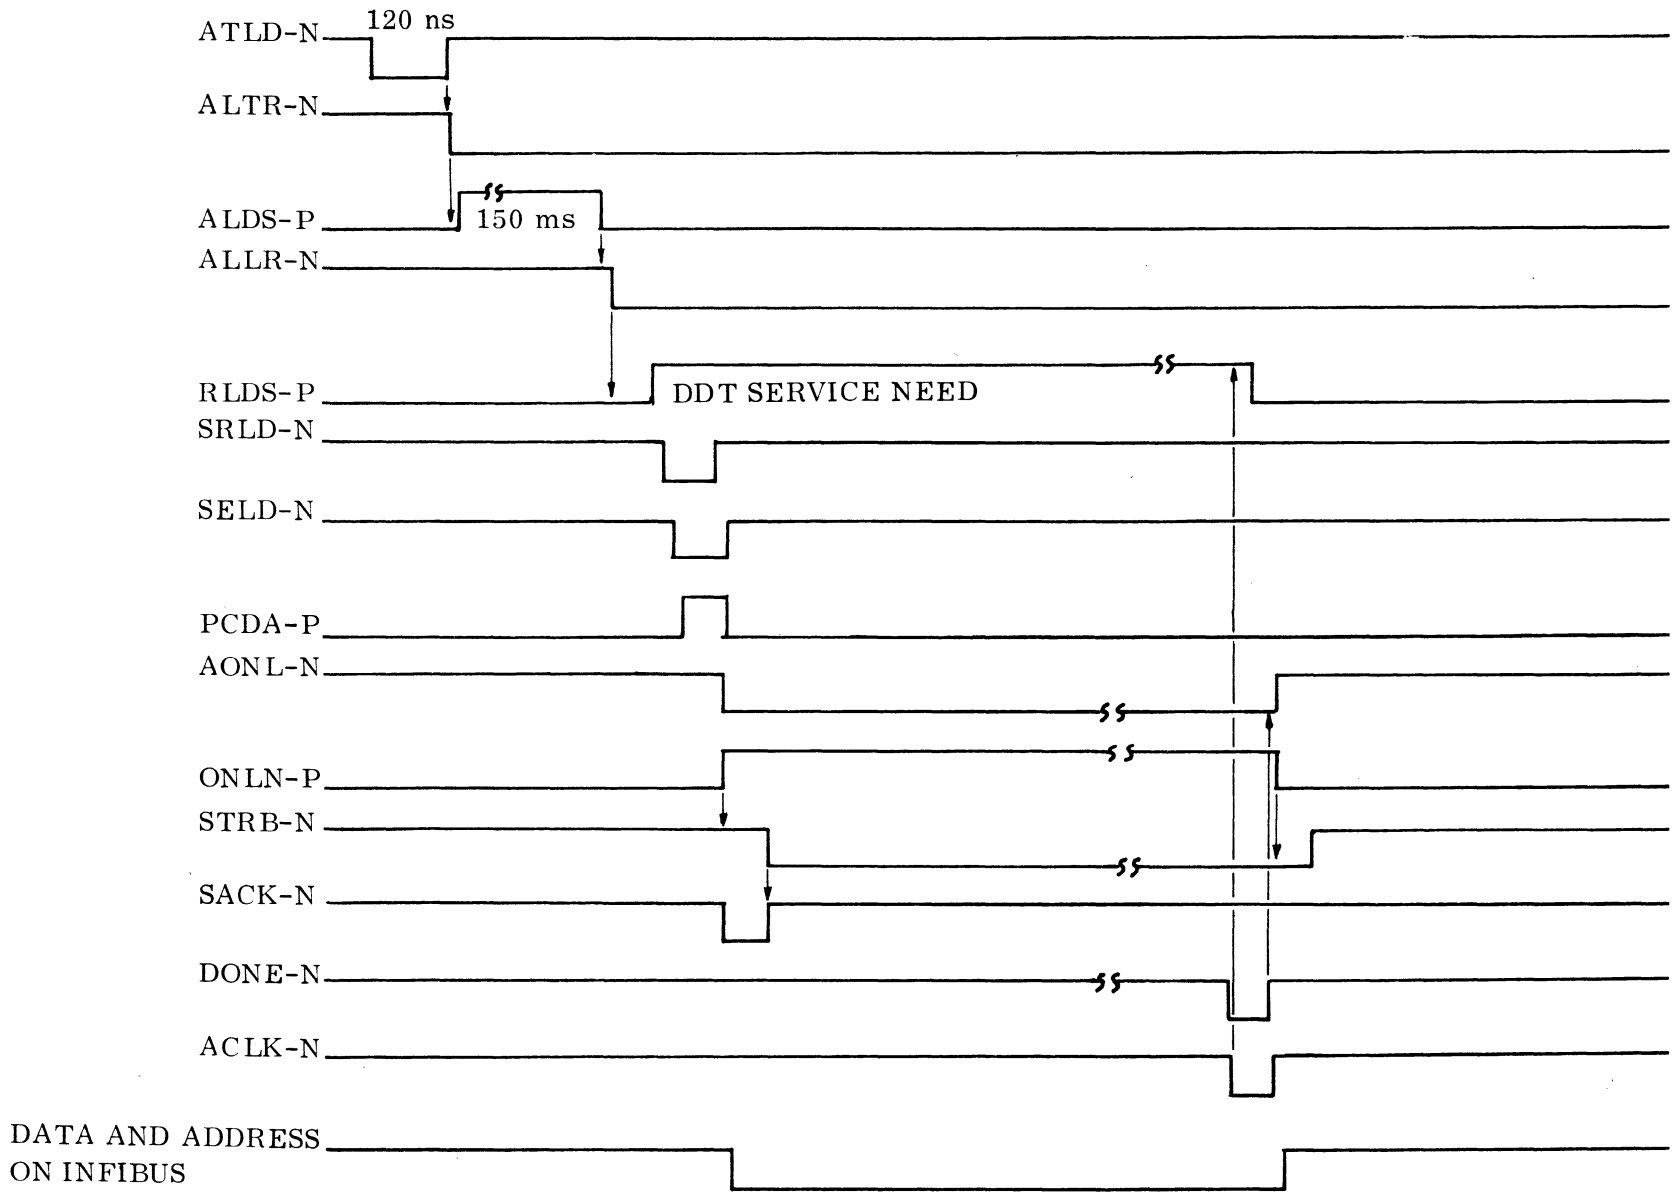 120 ns
ATLD-N
ALTR-N
ALDS-P
150 ms
ALLR-N
RLDS-P
DDT SERVICE NEED
SRLD-N
SELD-N
PCDA-P
AONL-N
ONLN-P
STRB-N
SACK-N
DONE-N
ACLK-N
DATA AND ADDRESS
ON INFIBUS